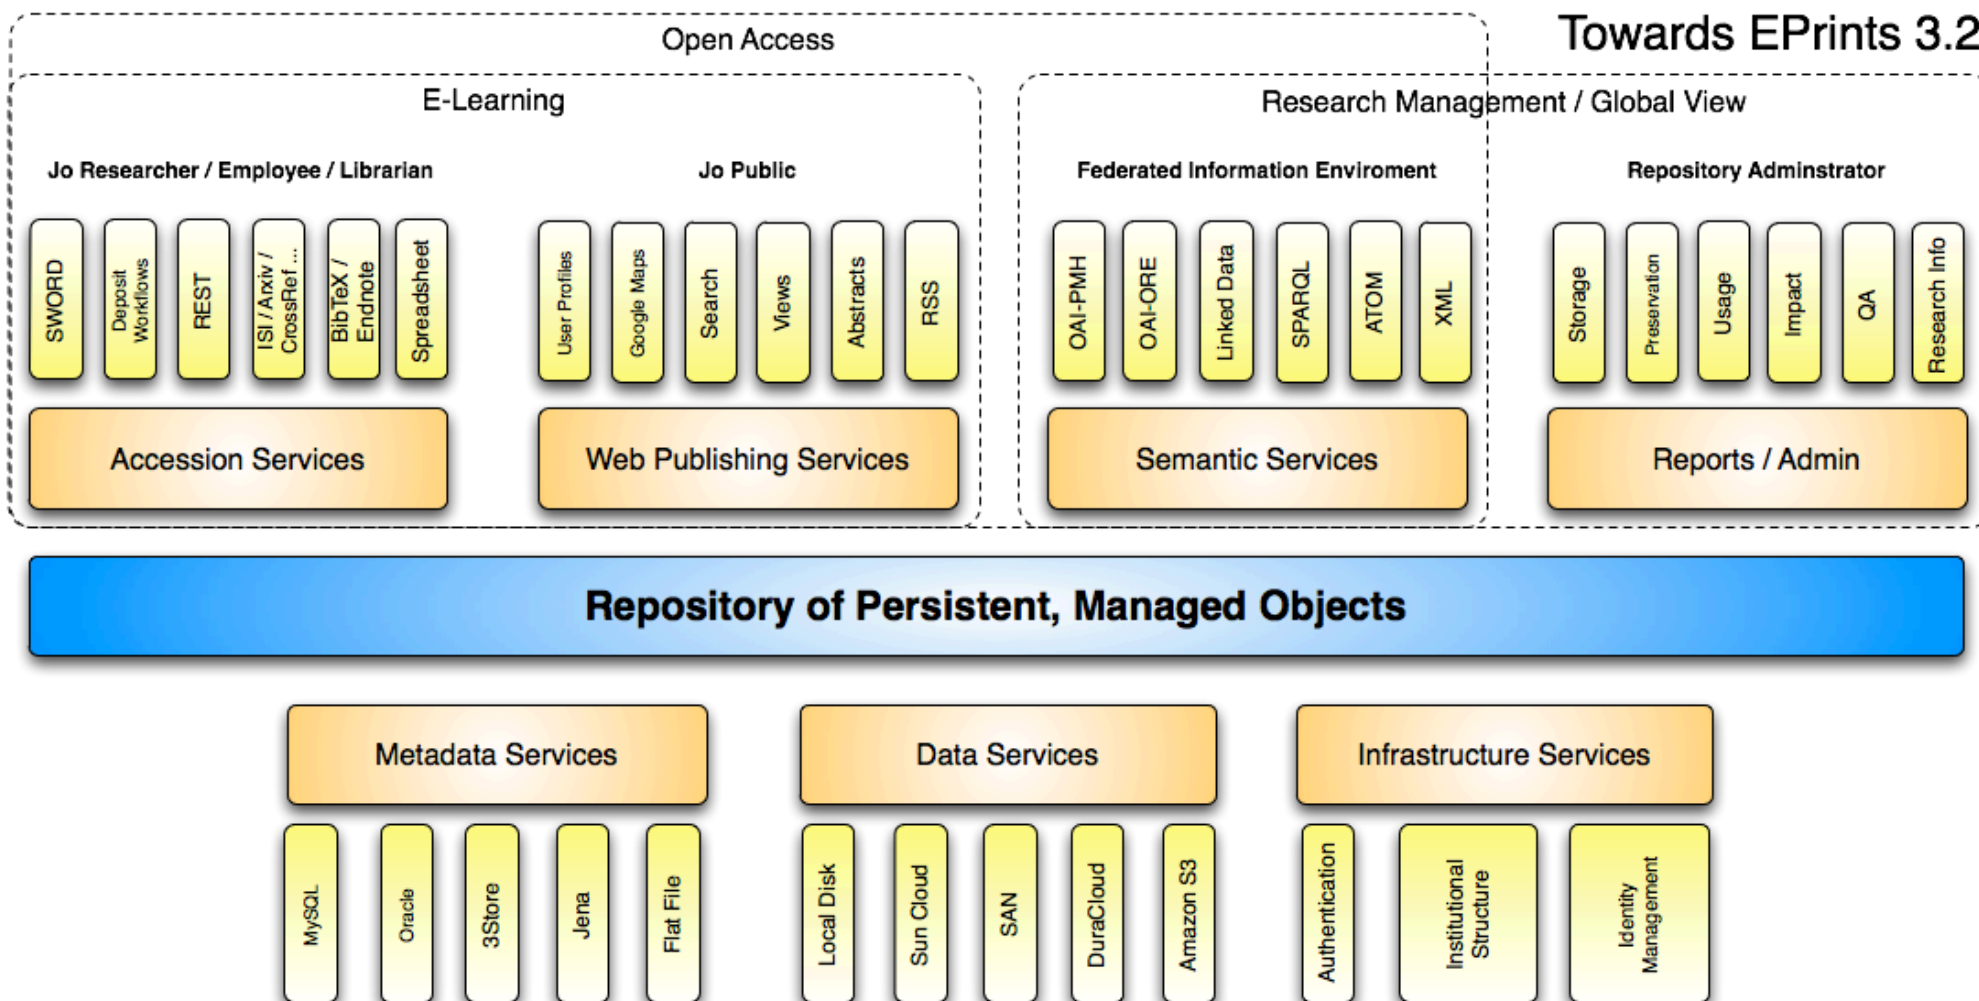 Towards EPrints 3.2
Open Access
E-Learning
Research Management / Global View
Jo Researcher / Employee / Librarian
Jo Public
Federated Information Enviroment
Repository Adminstrator
SWORD
Deposit
Workflows
REST
ISI / Arxiv /
CrossRef ...
BibTeX /
Endnote
Spreadsheet
User Profiles
Google Maps
Search
Views
Abstracts
RSS
OAI-PMH
OAI-ORE
Linked Data
SPARQL
ATOM
XML
Storage
Preservation
Usage
Impact
QA
Research Info
Accession Services
Web Publishing Services
Semantic Services
Reports / Admin
Repository of Persistent, Managed Objects
Metadata Services
Data Services
Infrastructure Services
MySQL
Oracle
3Store
Jena
Flat File
Local Disk
Sun Cloud
SAN
DuraCloud
Amazon S3
Authentication
Institutional
Structure
Identity
Management